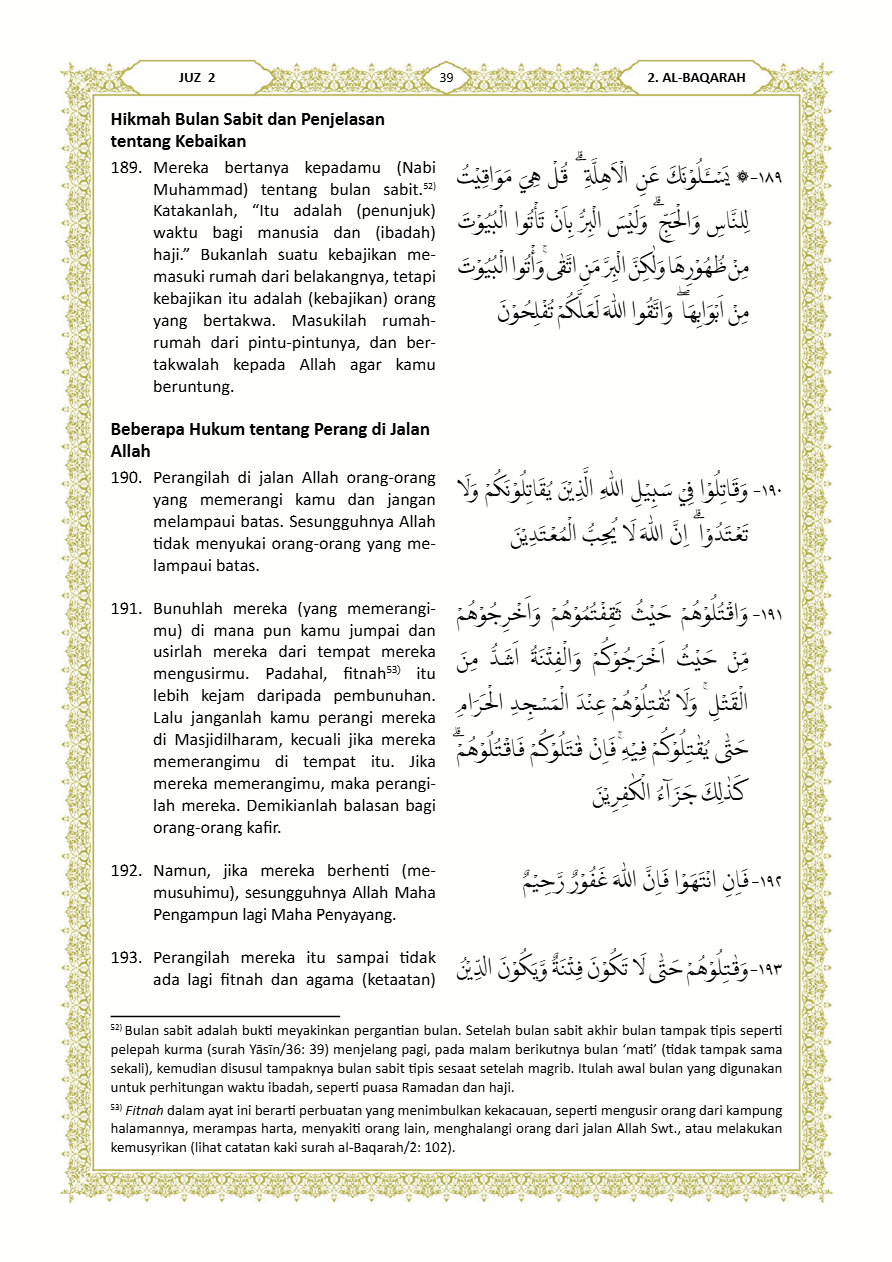 JUZ 2
39
2. AL-BAQARAH
Hikmah Bulan Sabit dan Penjelasan
tentang Kebaikan
189. Mereka bertanya kepadamu (Nabi
Muhammad) tentang bulan sabit.52)
Katakanlah, “Itu adalah (penunjuk)
waktu bagi manusia dan (ibadah)
haji.” Bukanlah suatu kebajikan me-
masuki rumah dari belakangnya, tetapi
kebajikan itu adalah (kebajikan) orang
yang bertakwa. Masukilah rumah-
rumah dari pintu-pintunya, dan ber-
takwalah kepada Allah agar kamu
beruntung.
١٨٩- ۞ يَسْـَٔلُوْنَكَ عَنِ الْاَهِلَّةِ ۗ قُلْ هِيَ مَوَاقِيْتُ
لِلنَّاسِ وَالْحَجِّ ۗ وَلَيْسَ الْبِرُّ بِاَنْ تَأْتُوا الْبُيُوْتَ
مِنْ ظُهُوْرِهَا وَلٰكِنَّ الْبِرَّ مَنِ اتَّقٰى ۚ وَأْتُوا الْبُيُوْتَ
مِنْ اَبْوَابِهَا ۖ وَاتَّقُوا اللّٰهَ لَعَلَّكُمْ تُفْلِحُوْنَ
Beberapa Hukum tentang Perang di Jalan
Allah
190. Perangilah di jalan Allah orang-orang
yang memerangi kamu dan jangan
melampaui batas. Sesungguhnya Allah
tidak menyukai orang-orang yang me-
lampaui batas.
١٩٠- وَقَاتِلُوْا فِيْ سَبِيْلِ اللّٰهِ الَّذِيْنَ يُقَاتِلُوْنَكُمْ وَلَا
تَعْتَدُوْا ۗ اِنَّ اللّٰهَ لَا يُحِبُّ الْمُعْتَدِيْنَ
191. Bunuhlah mereka (yang memerangi-
mu) di mana pun kamu jumpai dan
usirlah mereka dari tempat mereka
mengusirmu. Padahal, fitnah53) itu
lebih kejam daripada pembunuhan.
Lalu janganlah kamu perangi mereka
di Masjidilharam, kecuali jika mereka
memerangimu di tempat itu. Jika
mereka memerangimu, maka perangi-
lah mereka. Demikianlah balasan bagi
orang-orang kafir.
١٩١- وَاقْتُلُوْهُمْ حَيْثُ ثَقِفْتُمُوْهُمْ وَاَخْرِجُوْهُمْ
مِّنْ حَيْثُ اَخْرَجُوْكُمْ وَالْفِتْنَةُ اَشَدُّ مِنَ
الْقَتْلِ ۚ وَلَا تُقٰتِلُوْهُمْ عِنْدَ الْمَسْجِدِ الْحَرَامِ
حَتّٰى يُقٰتِلُوْكُمْ فِيْهِ ۚ فَاِنْ قٰتَلُوْكُمْ فَاقْتُلُوْهُمْ ۗ
كَذٰلِكَ جَزَاۤءُ الْكٰفِرِيْنَ
192. Namun, jika mereka berhenti (me-
musuhimu), sesungguhnya Allah Maha
Pengampun lagi Maha Penyayang.
١٩٢- فَاِنِ انْتَهَوْا فَاِنَّ اللّٰهَ غَفُوْرٌ رَّحِيْمٌ
193. Perangilah mereka itu sampai tidak
ada lagi fitnah dan agama (ketaatan)
١٩٣- وَقٰتِلُوْهُمْ حَتّٰى لَا تَكُوْنَ فِتْنَةٌ وَّيَكُوْنَ الدِّيْنُ
52) Bulan sabit adalah bukti meyakinkan pergantian bulan. Setelah bulan sabit akhir bulan tampak tipis seperti
pelepah kurma (surah Yāsīn/36: 39) menjelang pagi, pada malam berikutnya bulan ‘mati’ (tidak tampak sama
sekali), kemudian disusul tampaknya bulan sabit tipis sesaat setelah magrib. Itulah awal bulan yang digunakan
untuk perhitungan waktu ibadah, seperti puasa Ramadan dan haji.
53) Fitnah dalam ayat ini berarti perbuatan yang menimbulkan kekacauan, seperti mengusir orang dari kampung
halamannya, merampas harta, menyakiti orang lain, menghalangi orang dari jalan Allah Swt., atau melakukan
kemusyrikan (lihat catatan kaki surah al-Baqarah/2: 102).